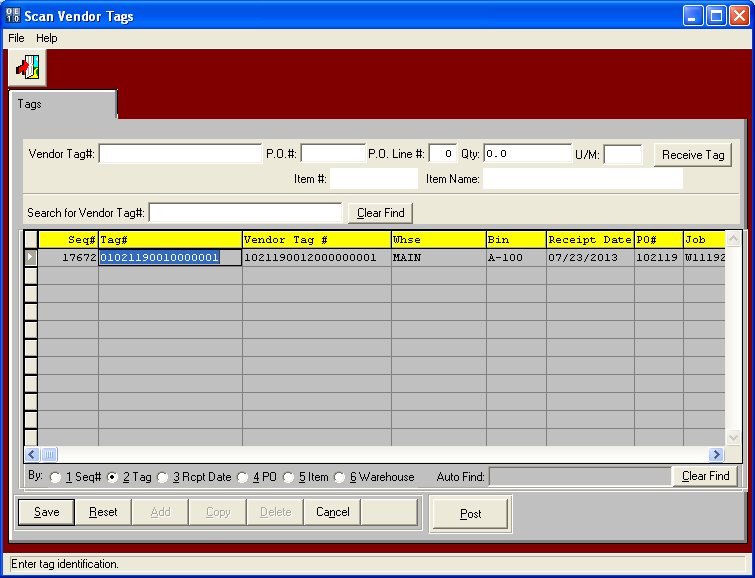 OE 10 Scan Vendor Tags
File Help
Tags
Vendor Tag#: P.O.#: P.O. Line #: 0 Qty: 0.0 U/M: Receive Tag
Item #: Item Name:
Search for Vendor Tag#: Clear Find
Seq# Tag# Vendor Tag # Whse Bin Receipt Date PO# Job
17672 01021190010000001 1021190012000000001 MAIN A-100 07/23/2013 102119 W11192
By: 1 Seq# 2 Tag 3 Rcpt Date 4 PO 5 Item 6 Warehouse Auto Find: Clear Find
Save Reset Add Copy Delete Cancel Post
Enter tag identification.